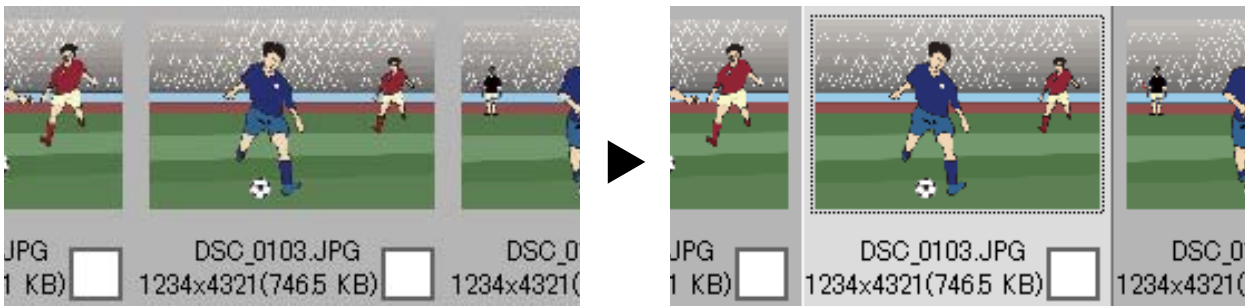 JPG
1 KB)
DSC_0103.JPG
1234x4321(746.5 KB)
DSC_0
1234x4321(
JPG
1 KB)
DSC_0103.JPG
1234x4321(746.5 KB)
DSC_0
1234x4321(